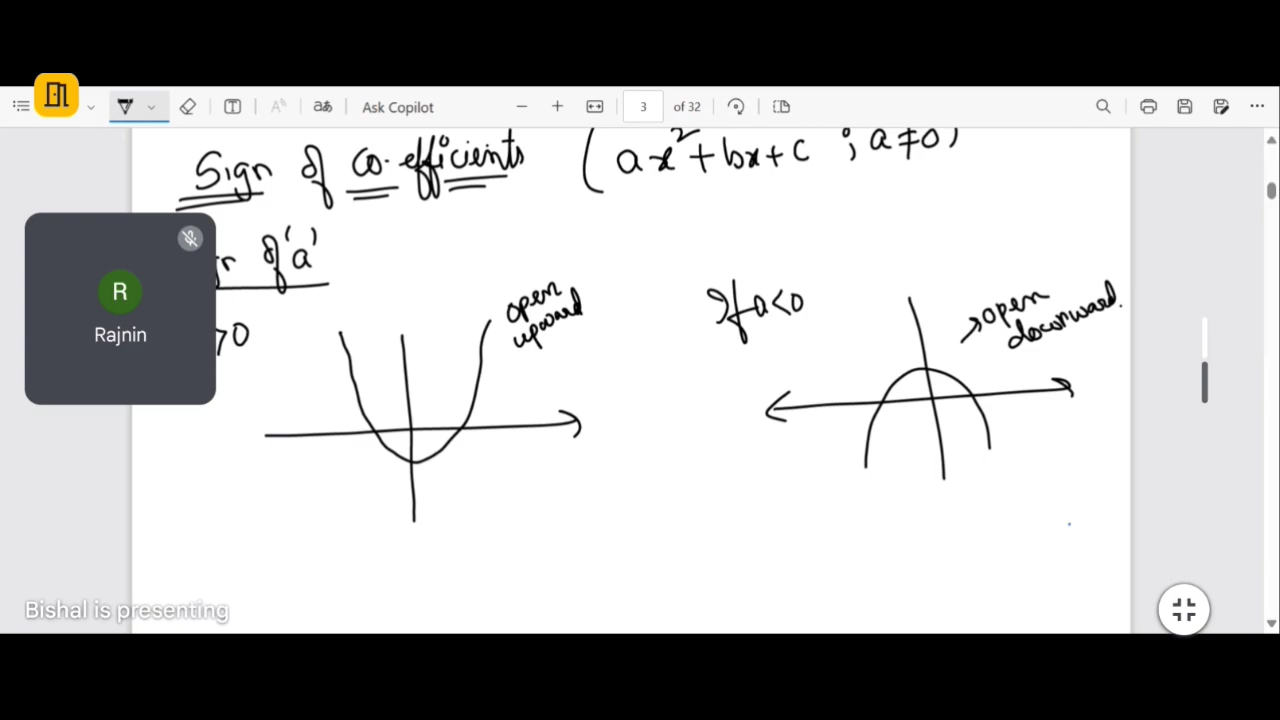 Ask Copilot
3 of 32
Sign of co-efficients (ax²+bx+c ; a≠0)
of 'a'
R
Rajnin
>0
open upward
If a<0
→open downward.
Bishal is presenting